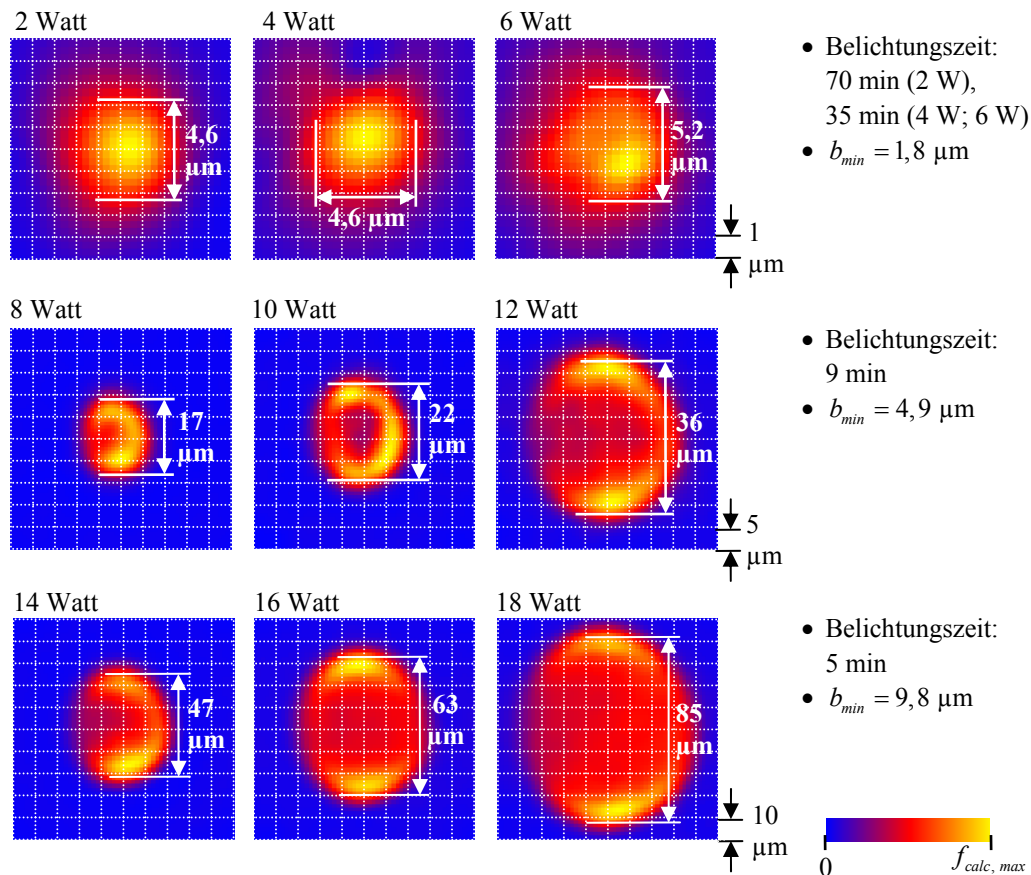 2 Watt
4 Watt
6 Watt
4,6
µm
4,6 µm
5,2
µm
1
µm
• Belichtungszeit:
70 min (2 W),
35 min (4 W; 6 W)
• b_min = 1,8 µm
8 Watt
10 Watt
12 Watt
17
µm
22
µm
36
µm
5
µm
• Belichtungszeit:
9 min
• b_min = 4,9 µm
14 Watt
16 Watt
18 Watt
47
µm
63
µm
85
µm
10
µm
• Belichtungszeit:
5 min
• b_min = 9,8 µm
0
f_calc, max